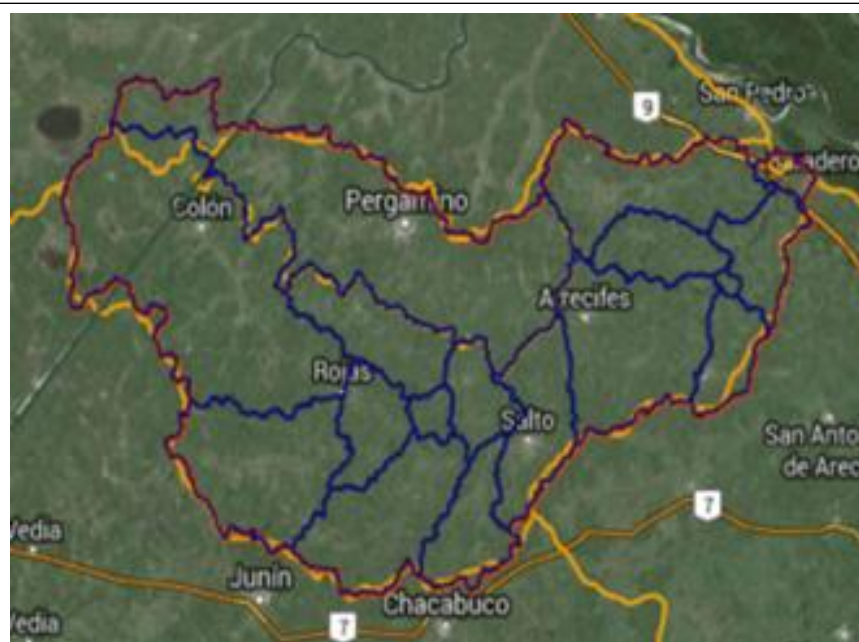 San Pedro
9
Colón
Pergamino
Arrecifes
Rojas
Salto
San Anto
de Arec
7
Vedia
Junín
7
Chacabuco
Vedia